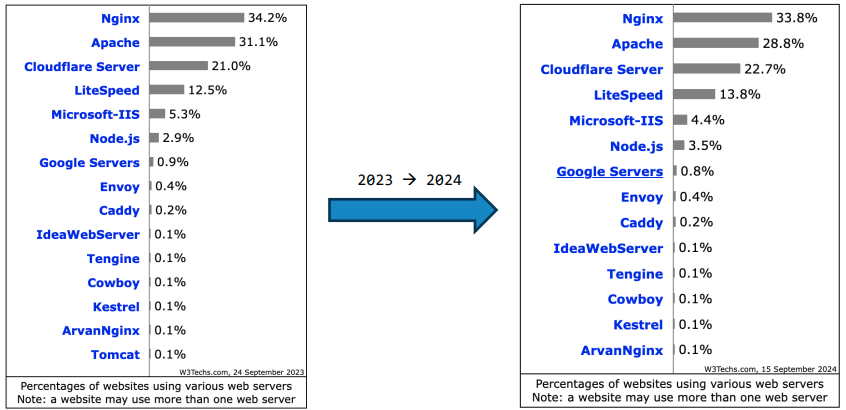 Nginx 34.2%
Apache 31.1%
Cloudflare Server 21.0%
LiteSpeed 12.5%
Microsoft-IIS 5.3%
Node.js 2.9%
Google Servers 0.9%
Envoy 0.4%
Caddy 0.2%
IdeaWebServer 0.1%
Tengine 0.1%
Cowboy 0.1%
Kestrel 0.1%
ArvanNginx 0.1%
Tomcat 0.1%
W3Techs.com, 24 September 2023
Percentages of websites using various web servers
Note: a website may use more than one web server
2023 → 2024
Nginx 33.8%
Apache 28.8%
Cloudflare Server 22.7%
LiteSpeed 13.8%
Microsoft-IIS 4.4%
Node.js 3.5%
Google Servers 0.8%
Envoy 0.4%
Caddy 0.2%
IdeaWebServer 0.1%
Tengine 0.1%
Cowboy 0.1%
Kestrel 0.1%
ArvanNginx 0.1%
W3Techs.com, 15 September 2024
Percentages of websites using various web servers
Note: a website may use more than one web server